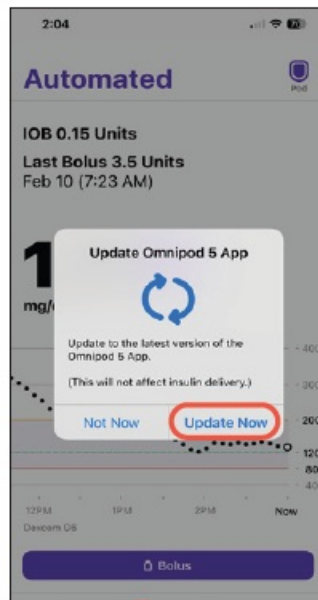 2:04
Automated
Pod
IOB 0.15 Units
Last Bolus 3.5 Units
Feb 10 (7:23 AM)
1
mg/
Update Omnipod 5 App
Update to the latest version of the
Omnipod 5 App.
(This will not affect insulin delivery.)
Not Now
Update Now
400
300
200
120
80
40
12PM
1PM
2PM
Now
Dexcom G6
Bolus